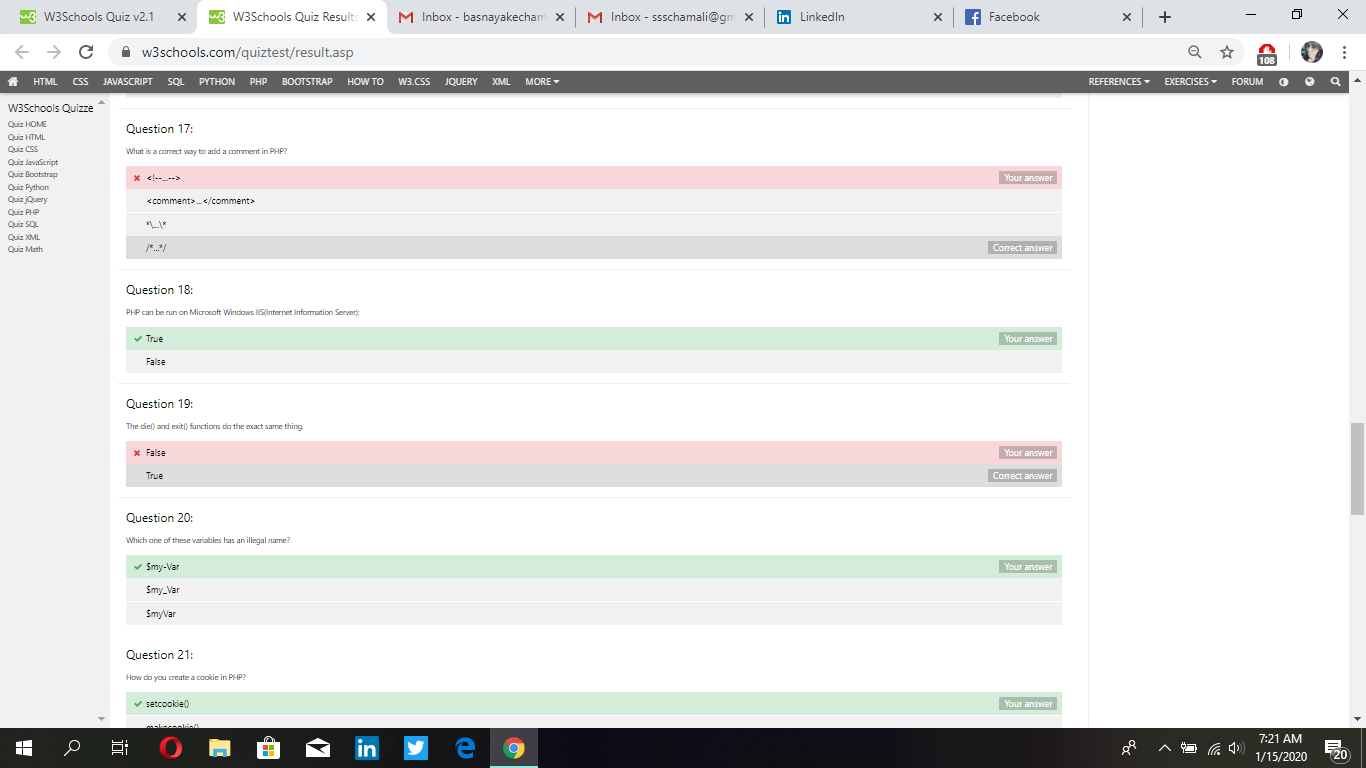 W3Schools Quiz v2.1
W3Schools Quiz Results
Inbox - basnayakecham
Inbox - ssschamali@gm
LinkedIn
Facebook
w3schools.com/quiztest/result.asp
108
HTML CSS JAVASCRIPT SQL PYTHON PHP BOOTSTRAP HOW TO W3.CSS JQUERY XML MORE
REFERENCES EXERCISES FORUM
W3Schools Quizze
Quiz HOME
Quiz HTML
Quiz CSS
Quiz JavaScript
Quiz Bootstrap
Quiz Python
Quiz jQuery
Quiz PHP
Quiz SQL
Quiz XML
Quiz Math
Question 17:
What is a correct way to add a comment in PHP?
<!--...--> Your answer
<comment>...</comment>
*\...\*
/*...*/ Correct answer
Question 18:
PHP can be run on Microsoft Windows IIS(Internet Information Server):
True Your answer
False
Question 19:
The die() and exit() functions do the exact same thing.
False Your answer
True Correct answer
Question 20:
Which one of these variables has an illegal name?
$my-Var Your answer
$my_Var
$myVar
Question 21:
How do you create a cookie in PHP?
setcookie() Your answer
makecookie()
7:21 AM
1/15/2020
20